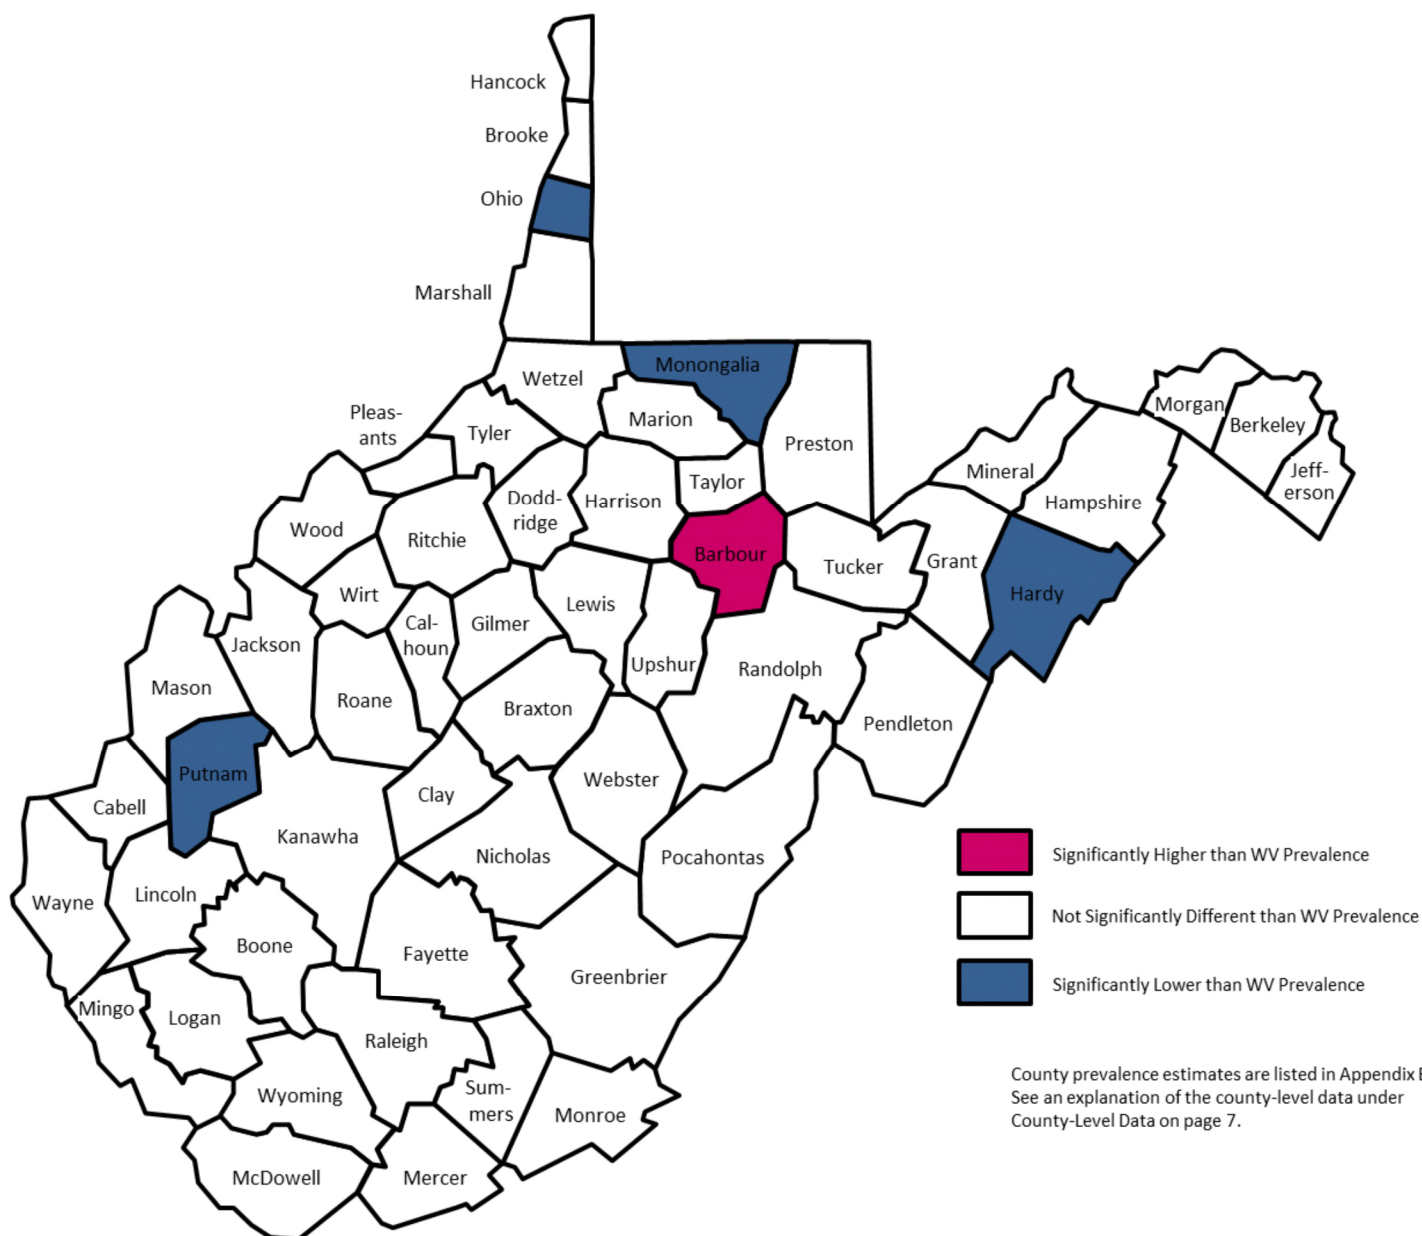 Hancock
Brooke
Ohio
Marshall
Wetzel
Monongalia
Marion
Preston
Pleas-
ants
Tyler
Taylor
Wood
Ritchie
Dodd-
ridge
Harrison
Barbour
Tucker
Grant
Mineral
Hampshire
Morgan
Berkeley
Jeff-
erson
Hardy
Wirt
Cal-
houn
Gilmer
Lewis
Upshur
Randolph
Pendleton
Jackson
Mason
Roane
Braxton
Putnam
Cabell
Clay
Webster
Kanawha
Nicholas
Pocahontas
Wayne
Lincoln
Boone
Fayette
Greenbrier
Mingo
Logan
Raleigh
Wyoming
Sum-
mers
Monroe
McDowell
Mercer
Significantly Higher than WV Prevalence
Not Significantly Different than WV Prevalence
Significantly Lower than WV Prevalence
County prevalence estimates are listed in Appendix E
See an explanation of the county-level data under
County-Level Data on page 7.